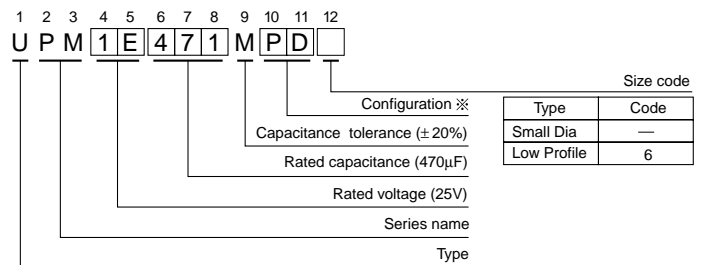 1 2 3 4 5 6 7 8 9 10 11 12
U P M 1 E 4 7 1 M P D
Size code
Configuration ※
Capacitance tolerance (±20%)
Rated capacitance (470µF)
Rated voltage (25V)
Series name
Type
Type Code
Small Dia —
Low Profile 6